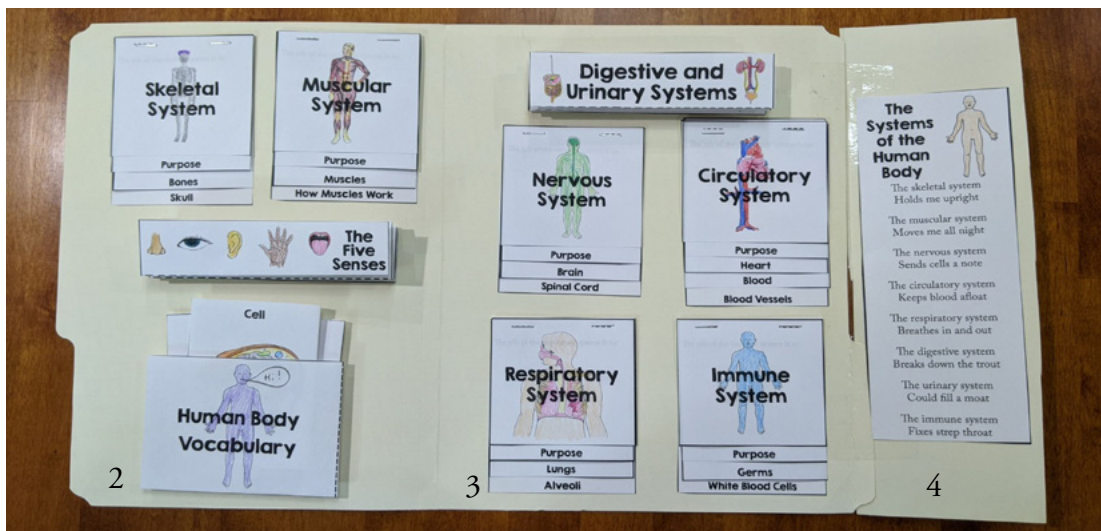 Skeletal
System
Purpose
Bones
Skull
Muscular
System
Purpose
Muscles
How Muscles Work
The
Five
Senses
Cell
Hi!
Human Body
Vocabulary
2
Digestive and
Urinary Systems
Nervous
System
Purpose
Brain
Spinal Cord
Circulatory
System
Purpose
Heart
Blood
Blood Vessels
Respiratory
System
Purpose
Lungs
Alveoli
Immune
System
Purpose
Germs
White Blood Cells
3
The
Systems
of the
Human
Body
The skeletal system
Holds me upright
The muscular system
Moves me all night
The nervous system
Sends cells a note
The circulatory system
Keeps blood afloat
The respiratory system
Breathes in and out
The digestive system
Breaks down the trout
The urinary system
Could fill a moat
The immune system
Fixes strep throat
4